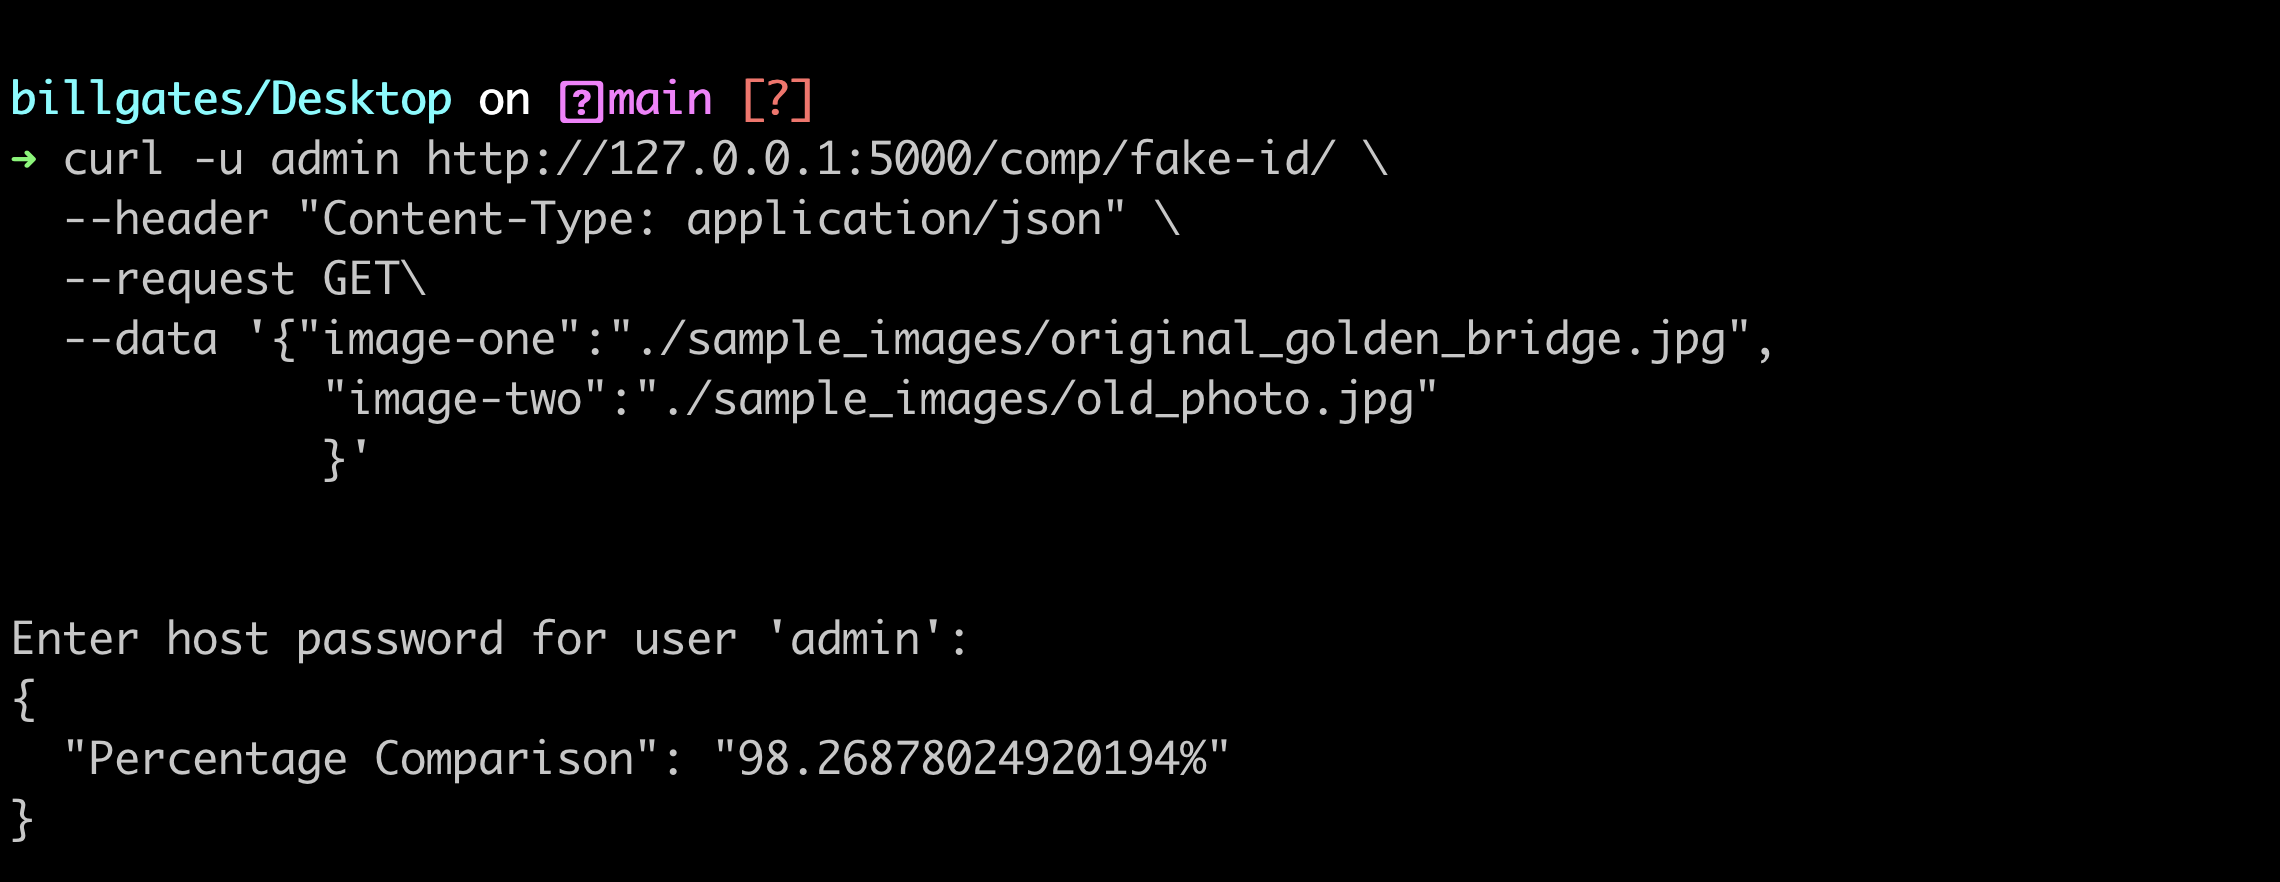 billgates/Desktop on [?]main [?]
➜ curl -u admin http://127.0.0.1:5000/comp/fake-id/ \
  --header "Content-Type: application/json" \
  --request GET\
  --data '{"image-one":"./sample_images/original_golden_bridge.jpg",
            "image-two":"./sample_images/old_photo.jpg"
            }'
Enter host password for user 'admin':
{
  "Percentage Comparison": "98.26878024920194%"
}